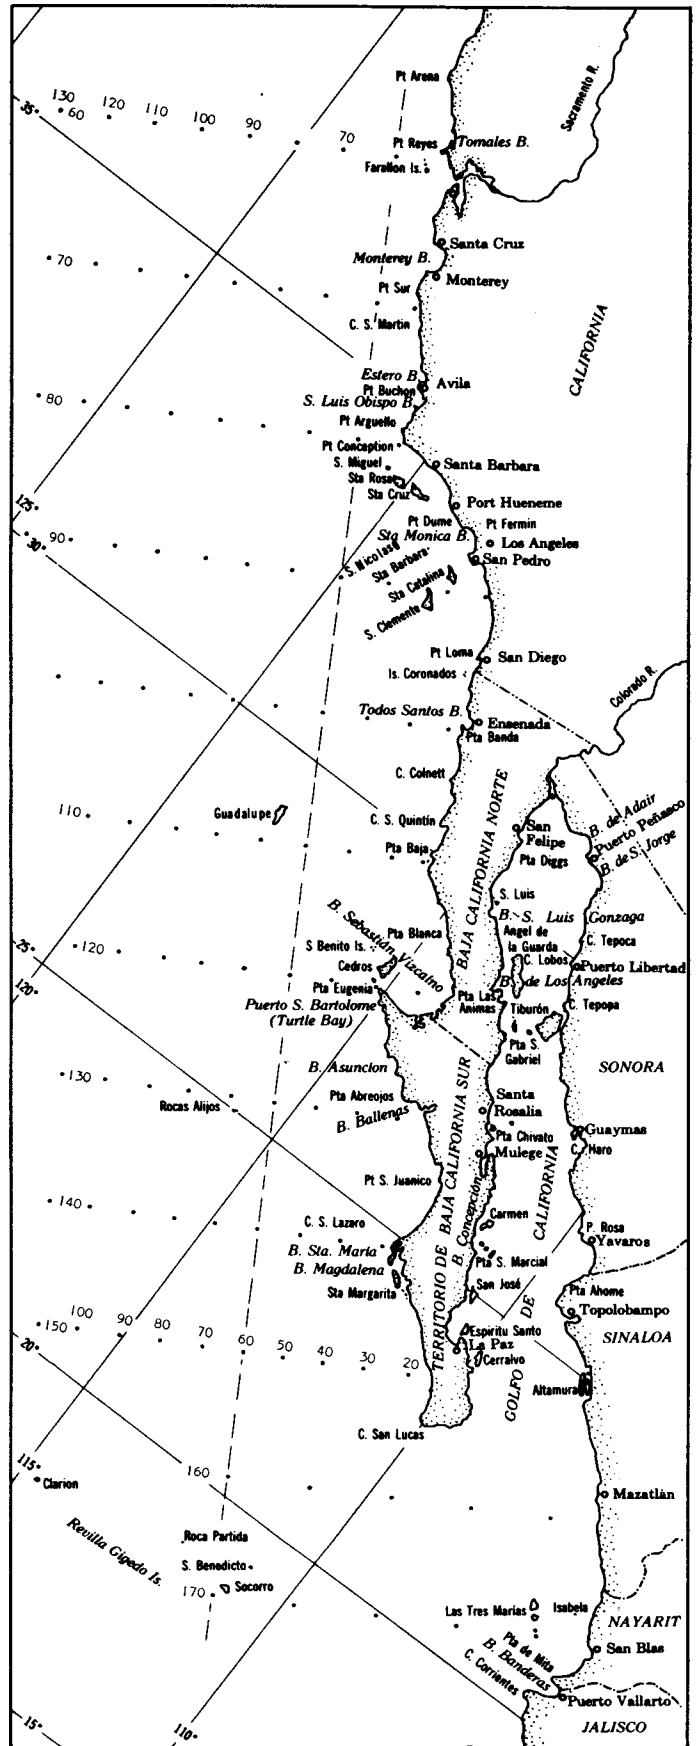 Sacramento R.
Pt Arena
35°
130
60
120
110
100
90
70
Pt Reyes
Tomales B.
Farallon Is.
Santa Cruz
Monterey B.
70
Monterey
Pt Sur
C. S. Martin
CALIFORNIA
Estero B.
Pt Buchon
Avila
80
S. Luis Obispo B.
Pt Arguello
Pt Conception
S. Miguel
Santa Barbara
Sta Rosa
Sta Cruz
125°
Port Hueneme
Pt Dume
Pt Fermin
30°
90
Sta Monica B.
Los Angeles
S. Nicolas
Sta Barbara
San Pedro
Sta Catalina
S. Clemente
Pt Loma
San Diego
Is. Coronados
Colorado R.
Todos Santos B.
Ensenada
Pta Banda
C. Colnett
BAJA CALIFORNIA NORTE
110
Guadalupe
C. S. Quintín
San
Felipe
B. de Adair
Puerto Peñasco
B. de S. Jorge
Pta Baja
Pta Diggs
S. Luis
B. S. Luis Gonzaga
B. Sebastián Vizcaíno
Pta Blanca
25°
120
S Benito Is.
Angel de
la Guarda
C. Tepoca
Cedros
C. Lobos
Puerto Libertad
120°
Pta Eugenia
B. de Los Angeles
Puerto S. Bartolome
(Turtle Bay)
Pta Las
Animas
Tiburón
C. Tepopa
Pta S.
Gabriel
B. Asuncion
SONORA
130
Rocas Alijos
Pta Abreojos
B. Ballenas
Santa
Rosalia
Pta Chivato
Guaymas
Mulege
C. Haro
TERRITORIO DE BAJA CALIFORNIA SUR
Pt S. Juanico
B. Concepción
140
C. S. Lazaro
Carmen
P. Rosa
Yavaros
B. Sta. María
B. Magdalena
Pta S. Marcial
GOLFO DE CALIFORNIA
Sta Margarita
San José
Pta Ahome
Topolobampo
150
100
90
80
70
60
50
40
30
20
20°
Espiritu Santo
La Paz
Cerralvo
SINALOA
Altamura
C. San Lucas
115°
Clarion
160
Mazatlán
Revilla Gigedo Is.
Roca Partida
S. Benedicto
170
Socorro
Las Tres Marías
Isabela
NAYARIT
Pta de Mita
San Blas
B. Banderas
C. Corrientes
Puerto Vallarto
15°
110°
JALISCO